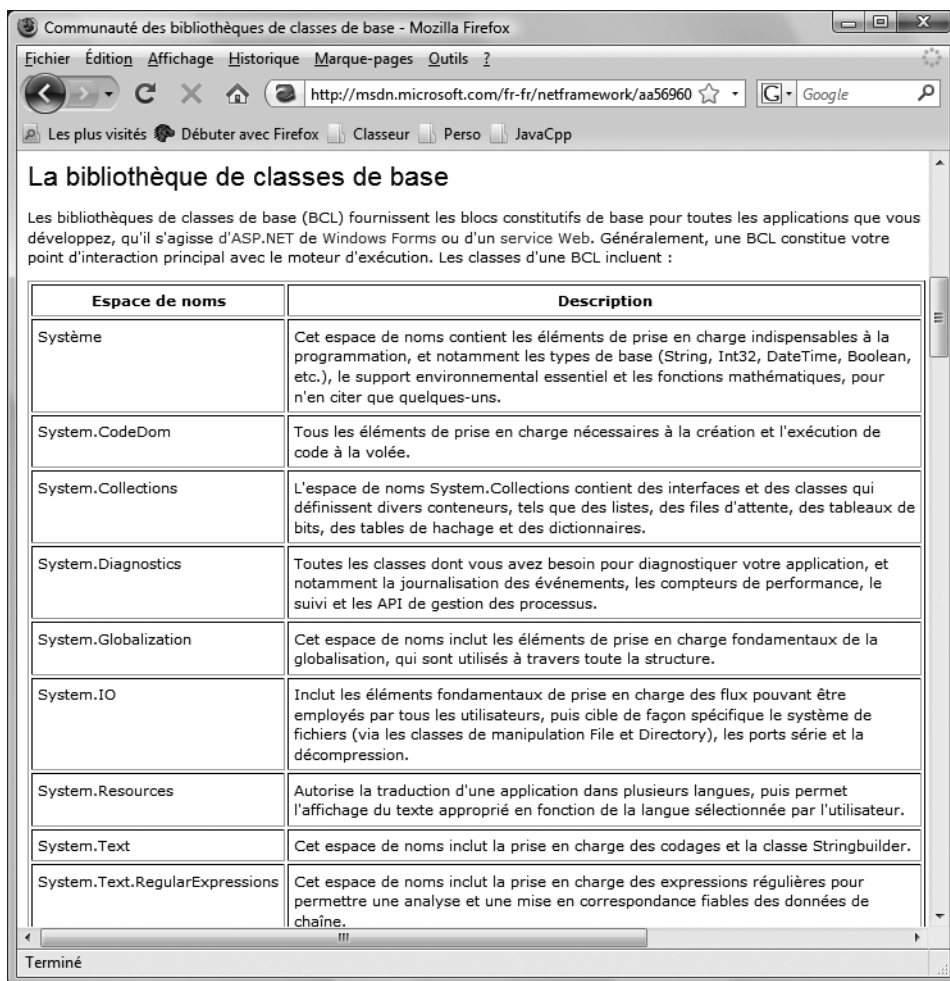 Communauté des bibliothèques de classes de base - Mozilla Firefox
Fichier Édition Affichage Historique Marque-pages Outils ?
http://msdn.microsoft.com/fr-fr/netframework/aa56960
G Google
Les plus visités Débuter avec Firefox Classeur Perso JavaCpp
La bibliothèque de classes de base
Les bibliothèques de classes de base (BCL) fournissent les blocs constitutifs de base pour toutes les applications que vous
développez, qu'il s'agisse d'ASP.NET de Windows Forms ou d'un service Web. Généralement, une BCL constitue votre
point d'interaction principal avec le moteur d'exécution. Les classes d'une BCL incluent :
Espace de noms Description
Système Cet espace de noms contient les éléments de prise en charge indispensables à la
programmation, et notamment les types de base (String, Int32, DateTime, Boolean,
etc.), le support environnemental essentiel et les fonctions mathématiques, pour
n'en citer que quelques-uns.
System.CodeDom Tous les éléments de prise en charge nécessaires à la création et l'exécution de
code à la volée.
System.Collections L'espace de noms System.Collections contient des interfaces et des classes qui
définissent divers conteneurs, tels que des listes, des files d'attente, des tableaux de
bits, des tables de hachage et des dictionnaires.
System.Diagnostics Toutes les classes dont vous avez besoin pour diagnostiquer votre application, et
notamment la journalisation des événements, les compteurs de performance, le
suivi et les API de gestion des processus.
System.Globalization Cet espace de noms inclut les éléments de prise en charge fondamentaux de la
globalisation, qui sont utilisés à travers toute la structure.
System.IO Inclut les éléments fondamentaux de prise en charge des flux pouvant être
employés par tous les utilisateurs, puis cible de façon spécifique le système de
fichiers (via les classes de manipulation File et Directory), les ports série et la
décompression.
System.Resources Autorise la traduction d'une application dans plusieurs langues, puis permet
l'affichage du texte approprié en fonction de la langue sélectionnée par l'utilisateur.
System.Text Cet espace de noms inclut la prise en charge des codages et la classe Stringbuilder.
System.Text.RegularExpressions Cet espace de noms inclut la prise en charge des expressions régulières pour
permettre une analyse et une mise en correspondance fiables des données de
chaîne.
Terminé